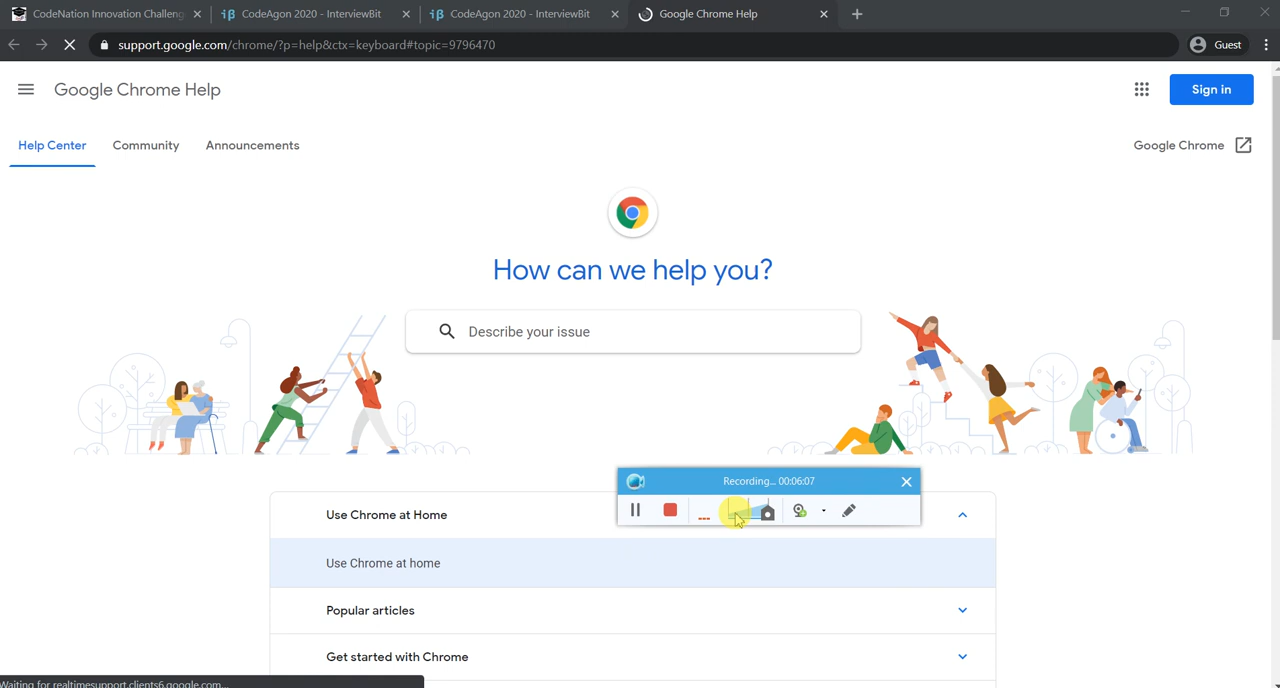 CodeNation Innovation Challeng
CodeAgon 2020 - InterviewBit
CodeAgon 2020 - InterviewBit
Google Chrome Help
support.google.com/chrome/?p=help&ctx=keyboard#topic=9796470
Guest
Google Chrome Help
Sign in
Help Center
Community
Announcements
Google Chrome
How can we help you?
Describe your issue
Recording... 00:06:07
Use Chrome at Home
Use Chrome at home
Popular articles
Get started with Chrome
Waiting for realtimesupport.clients6.google.com...